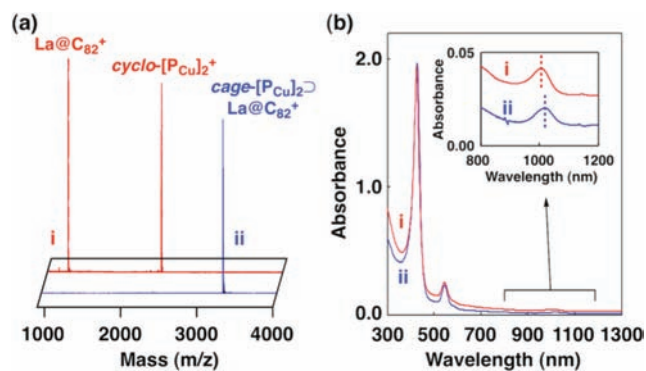 (a)
La@C82+
cyclo-[PCu]2+
cage-[PCu]2⊃
La@C82+
i
ii
1000 2000 3000 4000
Mass (m/z)
(b)
2.0
1.0
0.0
Absorbance
i
ii
300 500 700 900 1100 1300
Wavelength (nm)
0.05
0.00
Absorbance
i
ii
800 1000 1200
Wavelength (nm)